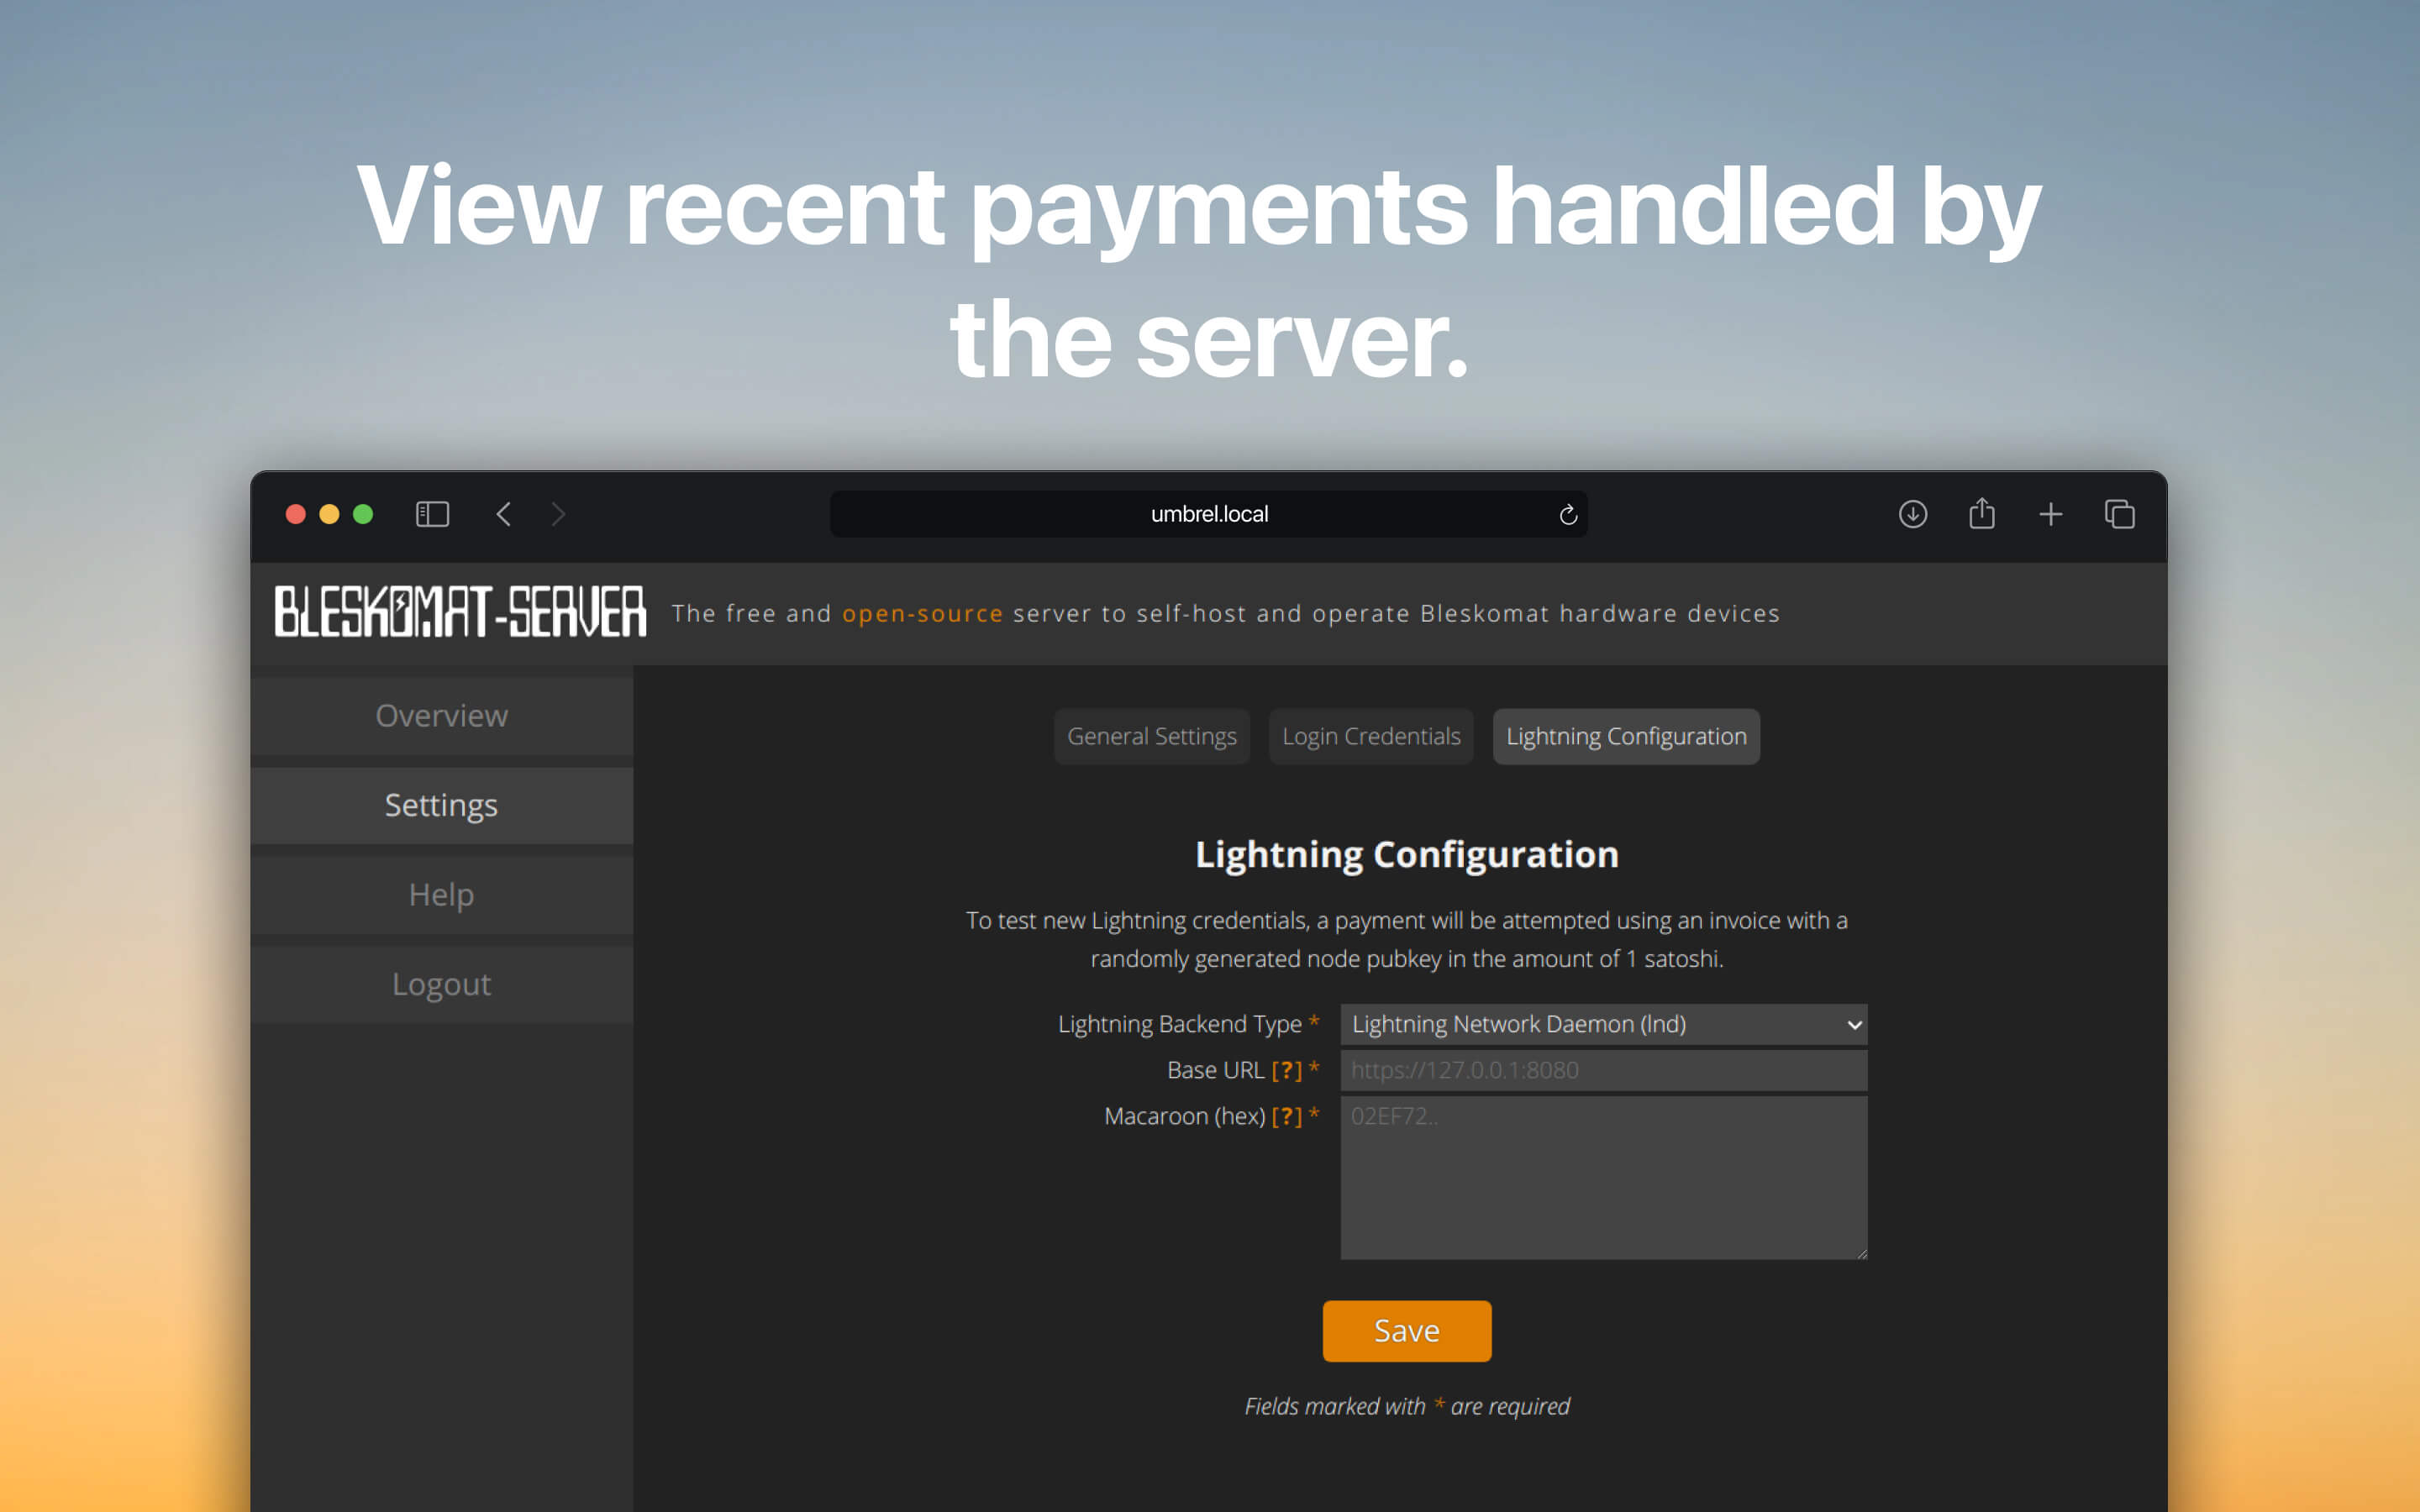 View recent payments handled by
the server.
umbrel.local
BLESKOMAT-SERVER The free and open-source server to self-host and operate Bleskomat hardware devices
Overview
Settings
Help
Logout
General Settings Login Credentials Lightning Configuration
Lightning Configuration
To test new Lightning credentials, a payment will be attempted using an invoice with a
randomly generated node pubkey in the amount of 1 satoshi.
Lightning Backend Type * Lightning Network Daemon (lnd)
Base URL [?] * https://127.0.0.1:8080
Macaroon (hex) [?] * 02EF72..
Save
Fields marked with * are required